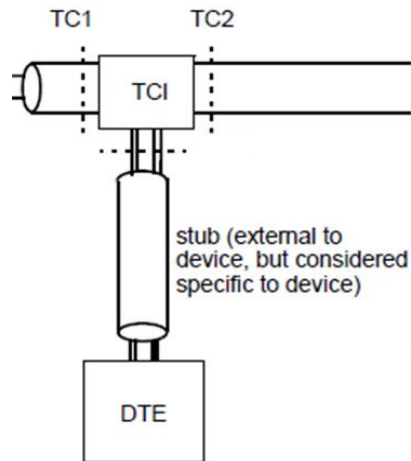 TC1
TC2
TCI
stub (external to
device, but considered
specific to device)
DTE